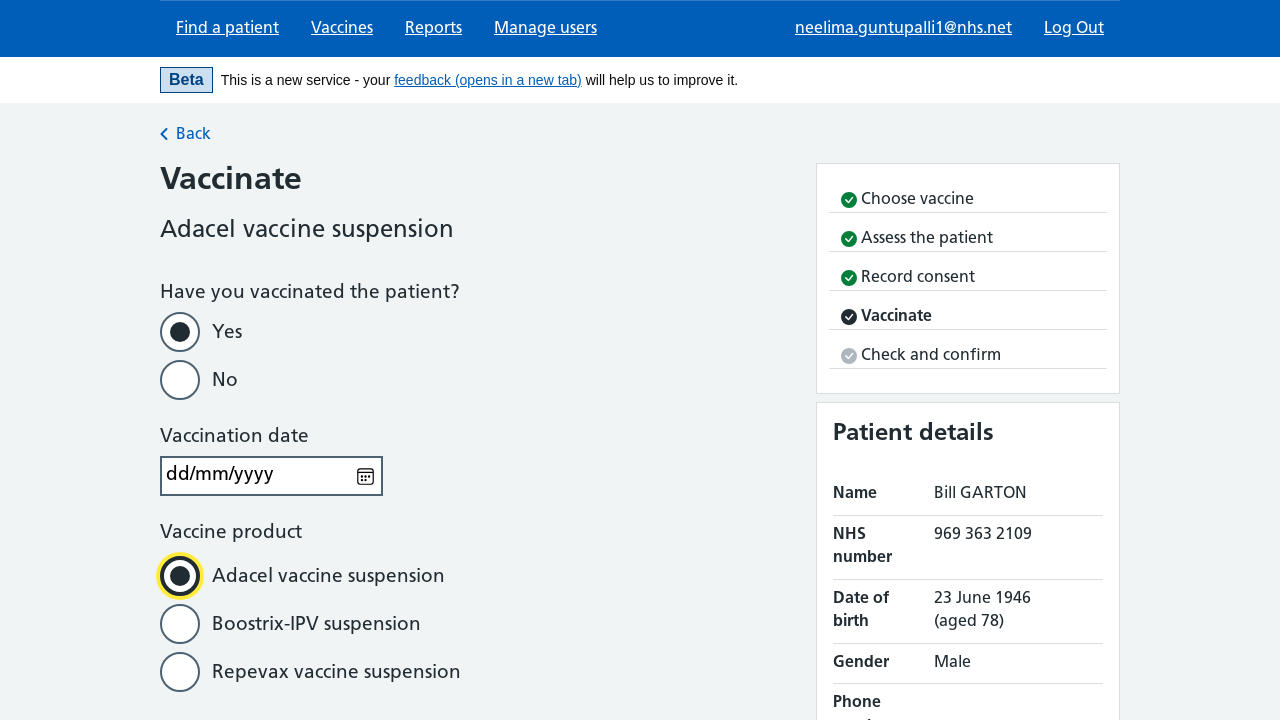 Find a patient Vaccines Reports Manage users neelima.guntupalli1@nhs.net Log Out
Beta This is a new service - your feedback (opens in a new tab) will help us to improve it.
Back
Vaccinate
Adacel vaccine suspension
Have you vaccinated the patient?
Yes
No
Vaccination date
dd/mm/yyyy
Vaccine product
Adacel vaccine suspension
Boostrix-IPV suspension
Repevax vaccine suspension
Choose vaccine
Assess the patient
Record consent
Vaccinate
Check and confirm
Patient details
Name Bill GARTON
NHS number 969 363 2109
Date of birth 23 June 1946 (aged 78)
Gender Male
Phone